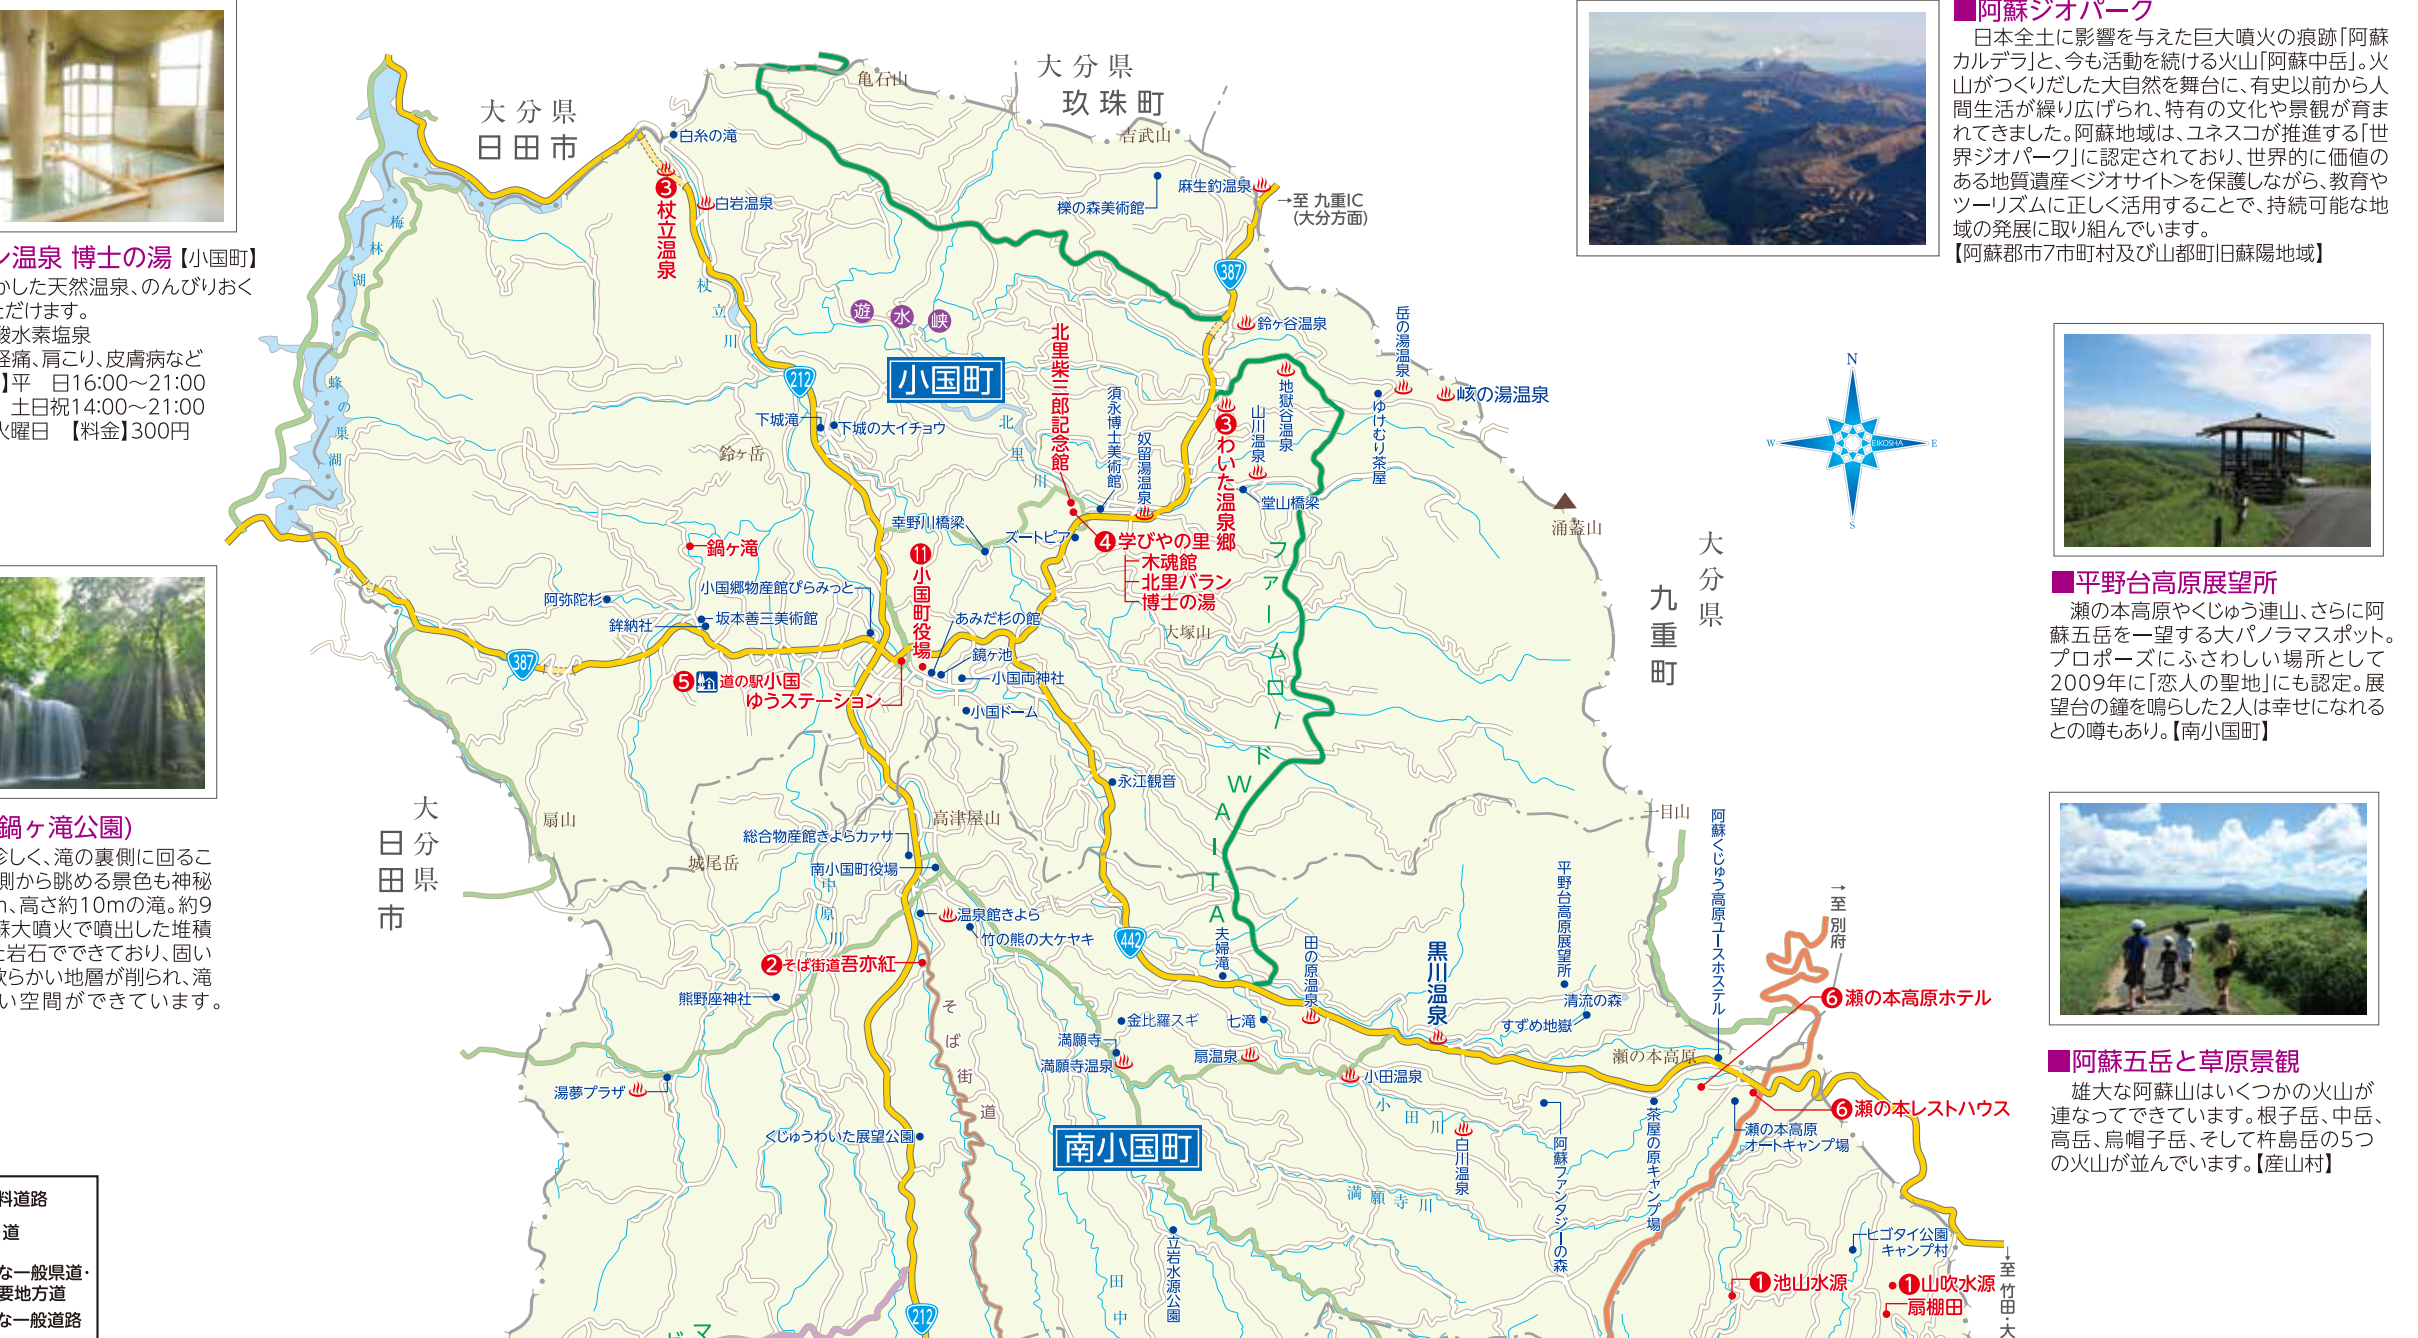 ン温泉 博士の湯【小国町】
かした天然温泉、のんびりおく
ただけます。
酸水素塩泉
経痛、肩こり、皮膚病など
】平　日16:00～21:00
土日祝14:00～21:00
火曜日　【料金】300円
鍋ヶ滝公園)
珍しく、滝の裏側に回るこ
側から眺める景色も神秘
m、高さ約10mの滝。約9
蘇大噴火で噴出した堆積
た岩石でできており、固い
軟らかい地層が削られ、滝
い空間ができています。
料道路
道
な一般県道・
要地方道
な一般道路
大分県
日田市
大分県
玖珠町
亀石山
吉武山
白糸の滝
3杖立温泉
白岩温泉
櫟の森美術館
麻生釣温泉
→至 九重IC
(大分方面)
387
梅林湖
杖立川
遊水峡
蜂の巣湖
212
小国町
北里柴三郎記念館
鈴ヶ谷温泉
岳の湯温泉
地獄谷温泉
峐の湯温泉
下城滝
下城の大イチョウ
北里川
須永博士美術館
奴留湯温泉
3わいた温泉郷
山川温泉
ゆけむり茶屋
鈴ヶ岳
堂山橋梁
涌蓋山
幸野川橋梁
ズートピア
4学びやの里
木魂館
北里バラン
博士の湯
鍋ヶ滝
11小国町役場
ファームロードWAITA
大分県
九重町
小国郷物産館ぴらみっと
阿弥陀杉
坂本善三美術館
鉾納社
あみだ杉の館
大塚山
鏡ヶ池
387
5道の駅小国
ゆうステーション
小国両神社
小国ドーム
永江観音
大分県
日田市
扇山
高津屋山
総合物産館きよらカァサ
城尾岳
南小国町役場
中原川
温泉館きよら
竹の熊の大ケヤキ
442
2そば街道吾亦紅
熊野座神社
そば街道
夫婦滝
田の原温泉
黒川温泉
平野台高原展望所
一目山
阿蘇くじゅう高原ユースホステル
→至 別府
清流の森
すずめ地獄
金比羅スギ
七滝
満願寺
満願寺温泉
扇温泉
小田温泉
瀬の本高原
6瀬の本高原ホテル
6瀬の本レストハウス
湯夢プラザ
くじゅうわいた展望公園
南小国町
小田川
白川温泉
阿蘇ファンタジーの森
茶屋の原キャンプ場
瀬の本高原
オートキャンプ場
満願寺川
立岩水源公園
田中
212
ヒゴタイ公園
キャンプ村
1池山水源
1山吹水源
扇棚田
→至 竹田・大
N
W
E
S
EIKOSHA
■阿蘇ジオパーク
日本全土に影響を与えた巨大噴火の痕跡「阿蘇
カルデラ」と、今も活動を続ける火山「阿蘇中岳」。火
山がつくりだした大自然を舞台に、有史以前から人
間生活が繰り広げられ、特有の文化や景観が育ま
れてきました。阿蘇地域は、ユネスコが推進する「世
界ジオパーク」に認定されており、世界的に価値の
ある地質遺産＜ジオサイト＞を保護しながら、教育や
ツーリズムに正しく活用することで、持続可能な地
域の発展に取り組んでいます。
【阿蘇郡市7市町村及び山都町旧蘇陽地域】
■平野台高原展望所
瀬の本高原やくじゅう連山、さらに阿
蘇五岳を一望する大パノラマスポット。
プロポーズにふさわしい場所として
2009年に「恋人の聖地」にも認定。展
望台の鐘を鳴らした2人は幸せになれる
との噂もあり。【南小国町】
■阿蘇五岳と草原景観
雄大な阿蘇山はいくつかの火山が
連なってできています。根子岳、中岳、
高岳、烏帽子岳、そして杵島岳の5つ
の火山が並んでいます。【産山村】